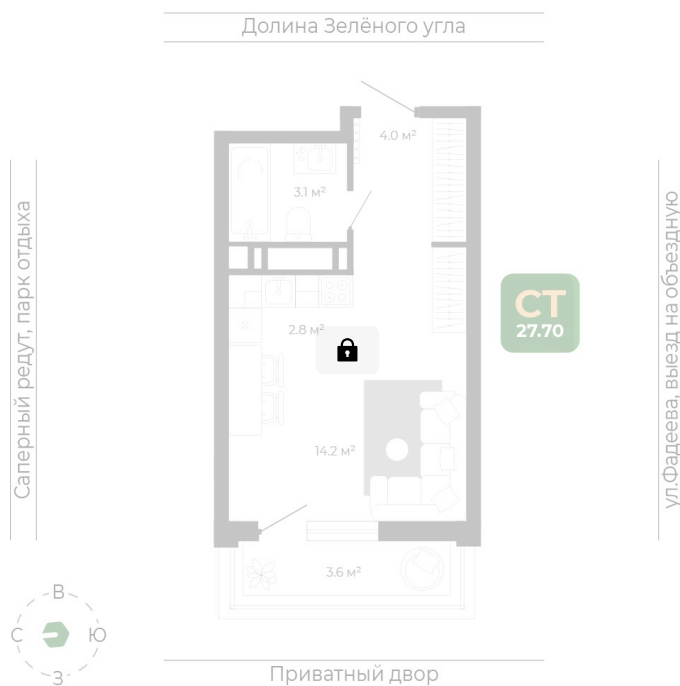 Долина Зелёного угла
4.0 м²
3.1 м²
Саперный редут, парк отдыха
ул.Фадеева, выезд на объездную
СТ
27.70
2.8 м²
14.2 м²
3.6 м²
В
С
Ю
З
Приватный двор